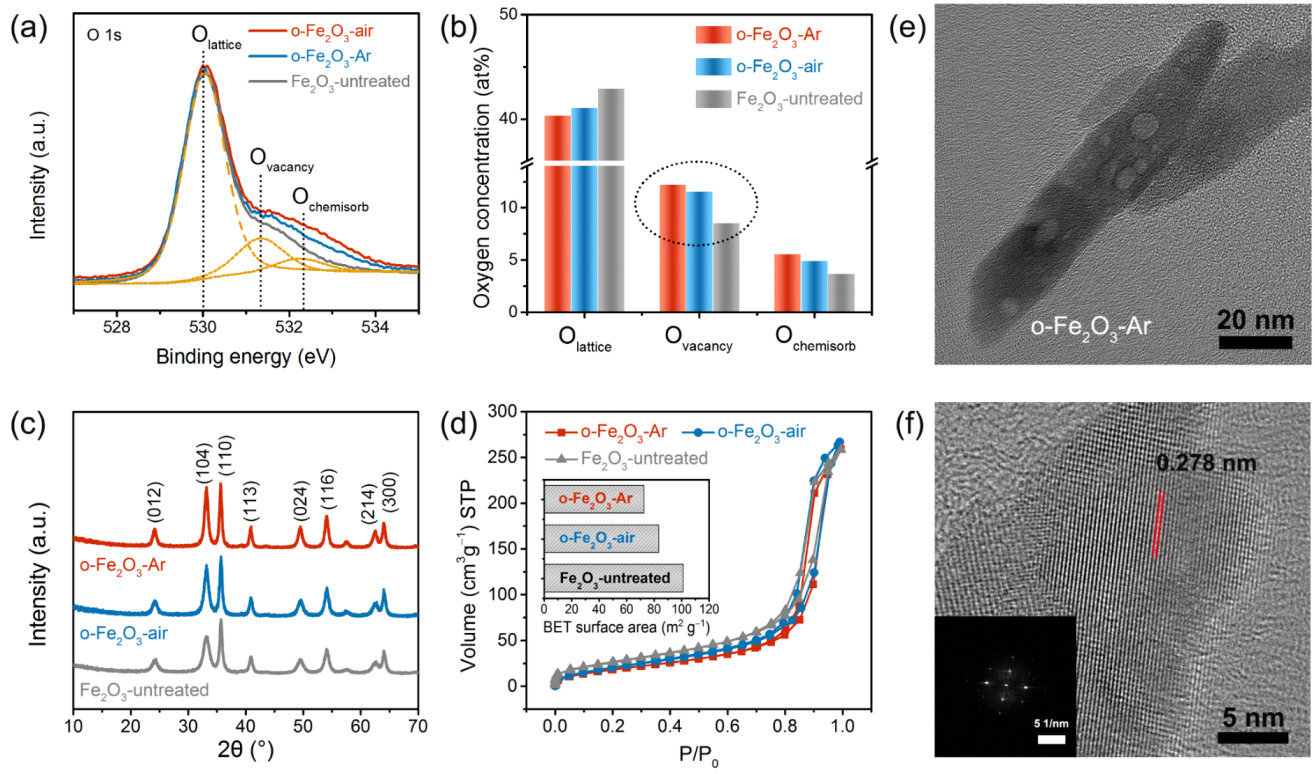 (a)
O 1s
O_lattice
o-Fe₂O₃-air
o-Fe₂O₃-Ar
Fe₂O₃-untreated
O_vacancy
O_chemisorb
Intensity (a.u.)
528 530 532 534
Binding energy (eV)
(b)
o-Fe₂O₃-Ar
o-Fe₂O₃-air
Fe₂O₃-untreated
Oxygen concentration (at%)
50
40
10
5
0
O_lattice O_vacancy O_chemisorb
(e)
o-Fe₂O₃-Ar
20 nm
(c)
(012) (104) (110) (113) (024) (116) (214) (300)
o-Fe₂O₃-Ar
o-Fe₂O₃-air
Fe₂O₃-untreated
Intensity (a.u.)
10 20 30 40 50 60 70
2θ (°)
(d)
o-Fe₂O₃-Ar o-Fe₂O₃-air
Fe₂O₃-untreated
Volume (cm³g⁻¹) STP
300
250
200
150
100
50
0
o-Fe₂O₃-Ar
o-Fe₂O₃-air
Fe₂O₃-untreated
0 20 40 60 80 100 120
BET surface area (m² g⁻¹)
0.0 0.2 0.4 0.6 0.8 1.0
P/P₀
(f)
0.278 nm
5 1/nm
5 nm